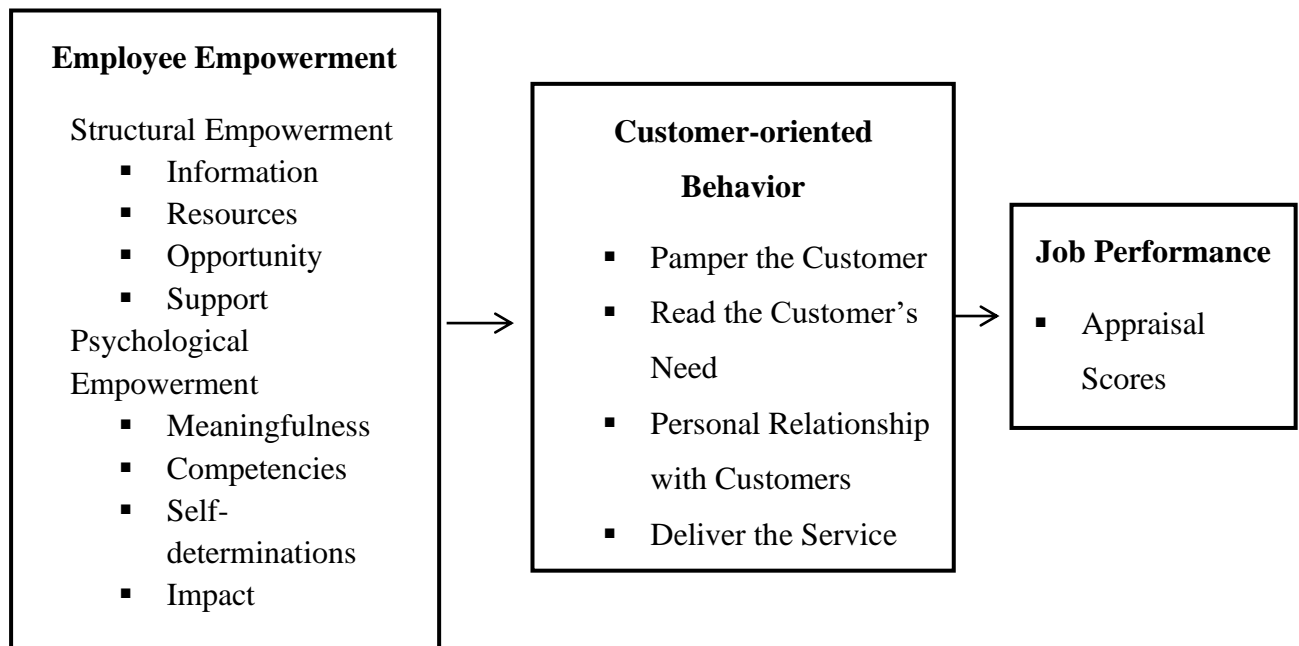 Employee Empowerment
Structural Empowerment
▪ Information
▪ Resources
▪ Opportunity
▪ Support
Psychological
Empowerment
▪ Meaningfulness
▪ Competencies
▪ Self-
determinations
▪ Impact
Customer-oriented
Behavior
▪ Pamper the Customer
▪ Read the Customer’s
Need
▪ Personal Relationship
with Customers
▪ Deliver the Service
Job Performance
▪ Appraisal
Scores